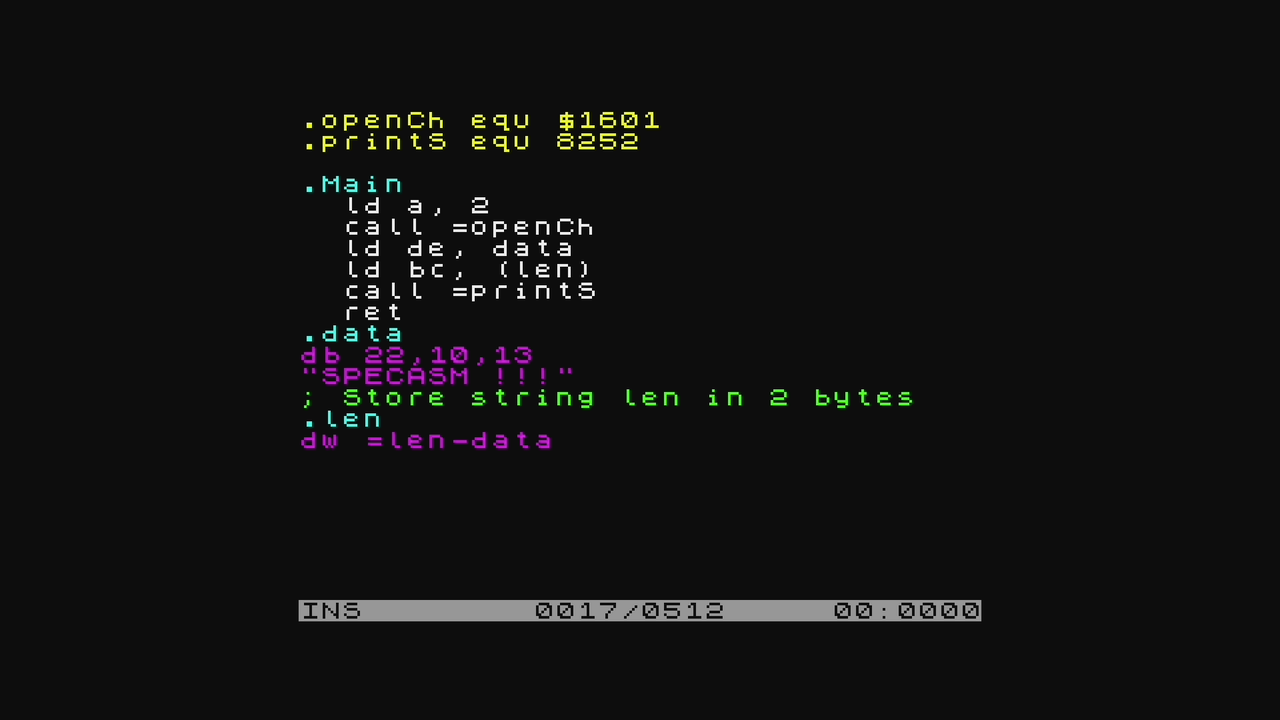 .openCh equ $1601
.printS equ 8252
.Main
ld a, 2
call =openCh
ld de, data
ld bc, (len)
call =printS
ret
.data
db 22,10,13
"SPECASM !!!"
; Store string len in 2 bytes
.len
dw =len-data
INS 0017/0512 00:0000